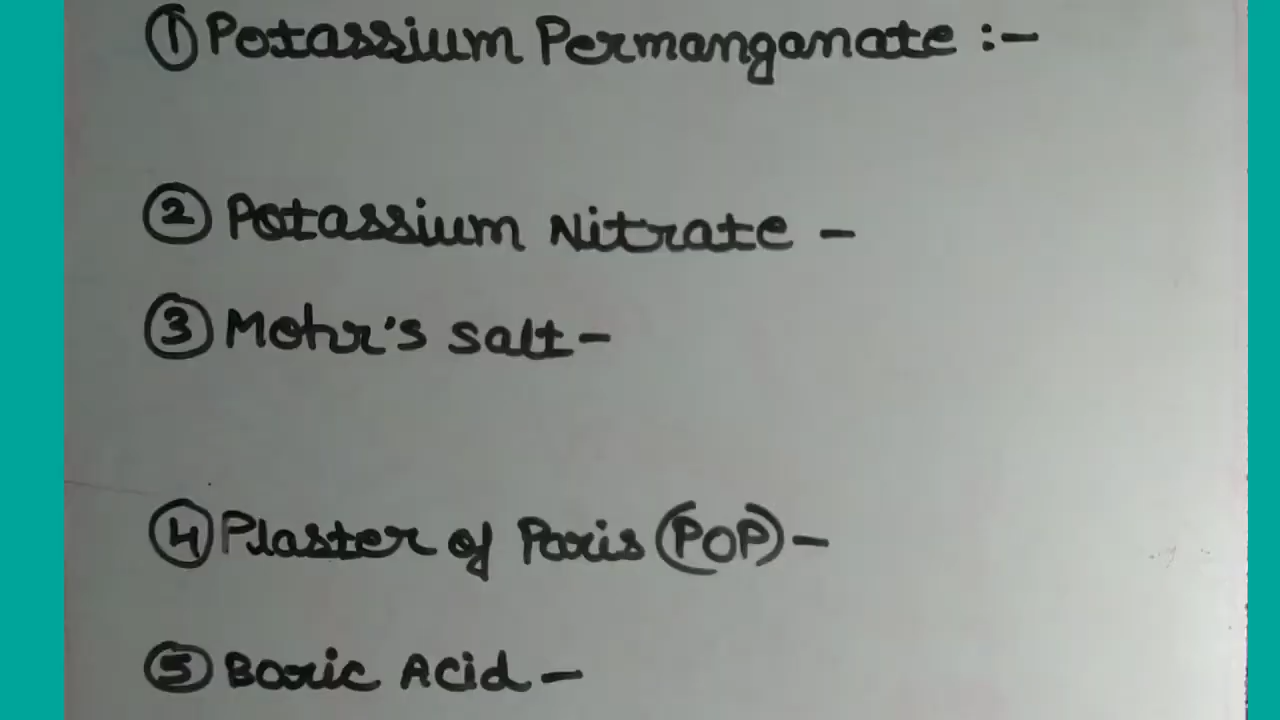 ① Potassium Permanganate :-
② Potassium Nitrate -
③ Mohr's salt -
④ Plaster of Paris (POP) -
⑤ Boric Acid -